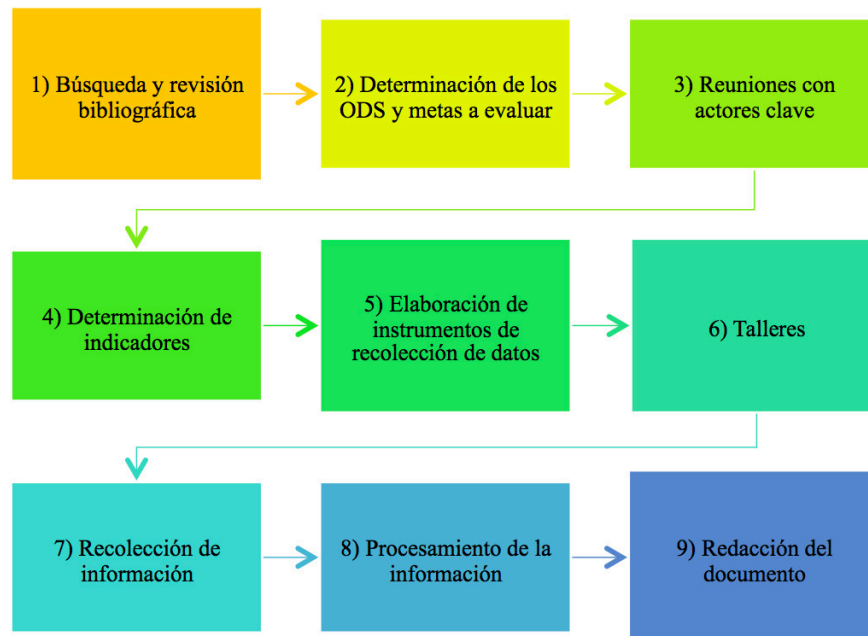 1) Búsqueda y revisión
bibliográfica
2) Determinación de los
ODS y metas a evaluar
3) Reuniones con
actores clave
4) Determinación de
indicadores
5) Elaboración de
instrumentos de
recolección de datos
6) Talleres
7) Recolección de
información
8) Procesamiento de la
información
9) Redacción del
documento